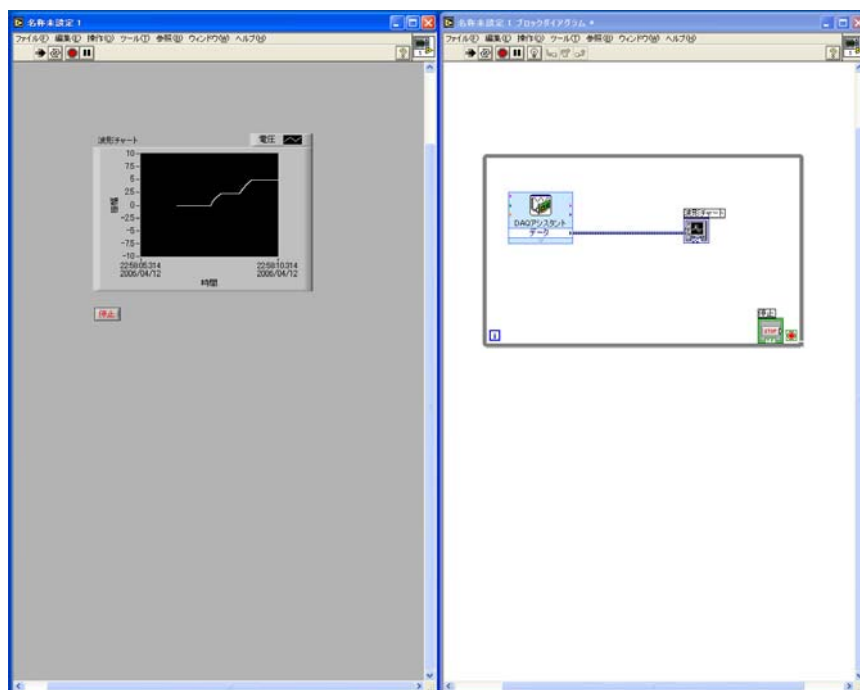 名称未設定 1
ファイル(F) 編集(E) 操作(O) ツール(T) 参照(B) ウィンドウ(W) ヘルプ(H)
波形チャート
電圧
10
7.5
5
2.5
0
-2.5
-5
-7.5
-10
振幅
22:58:05.314
2006/04/12
22:58:10.314
2006/04/12
時間
停止
名称未設定 1 ブロックダイアグラム *
ファイル(F) 編集(E) 操作(O) ツール(T) 参照(B) ウィンドウ(W) ヘルプ(H)
DAQアシスタント
データ
波形チャート
停止
STOP
i